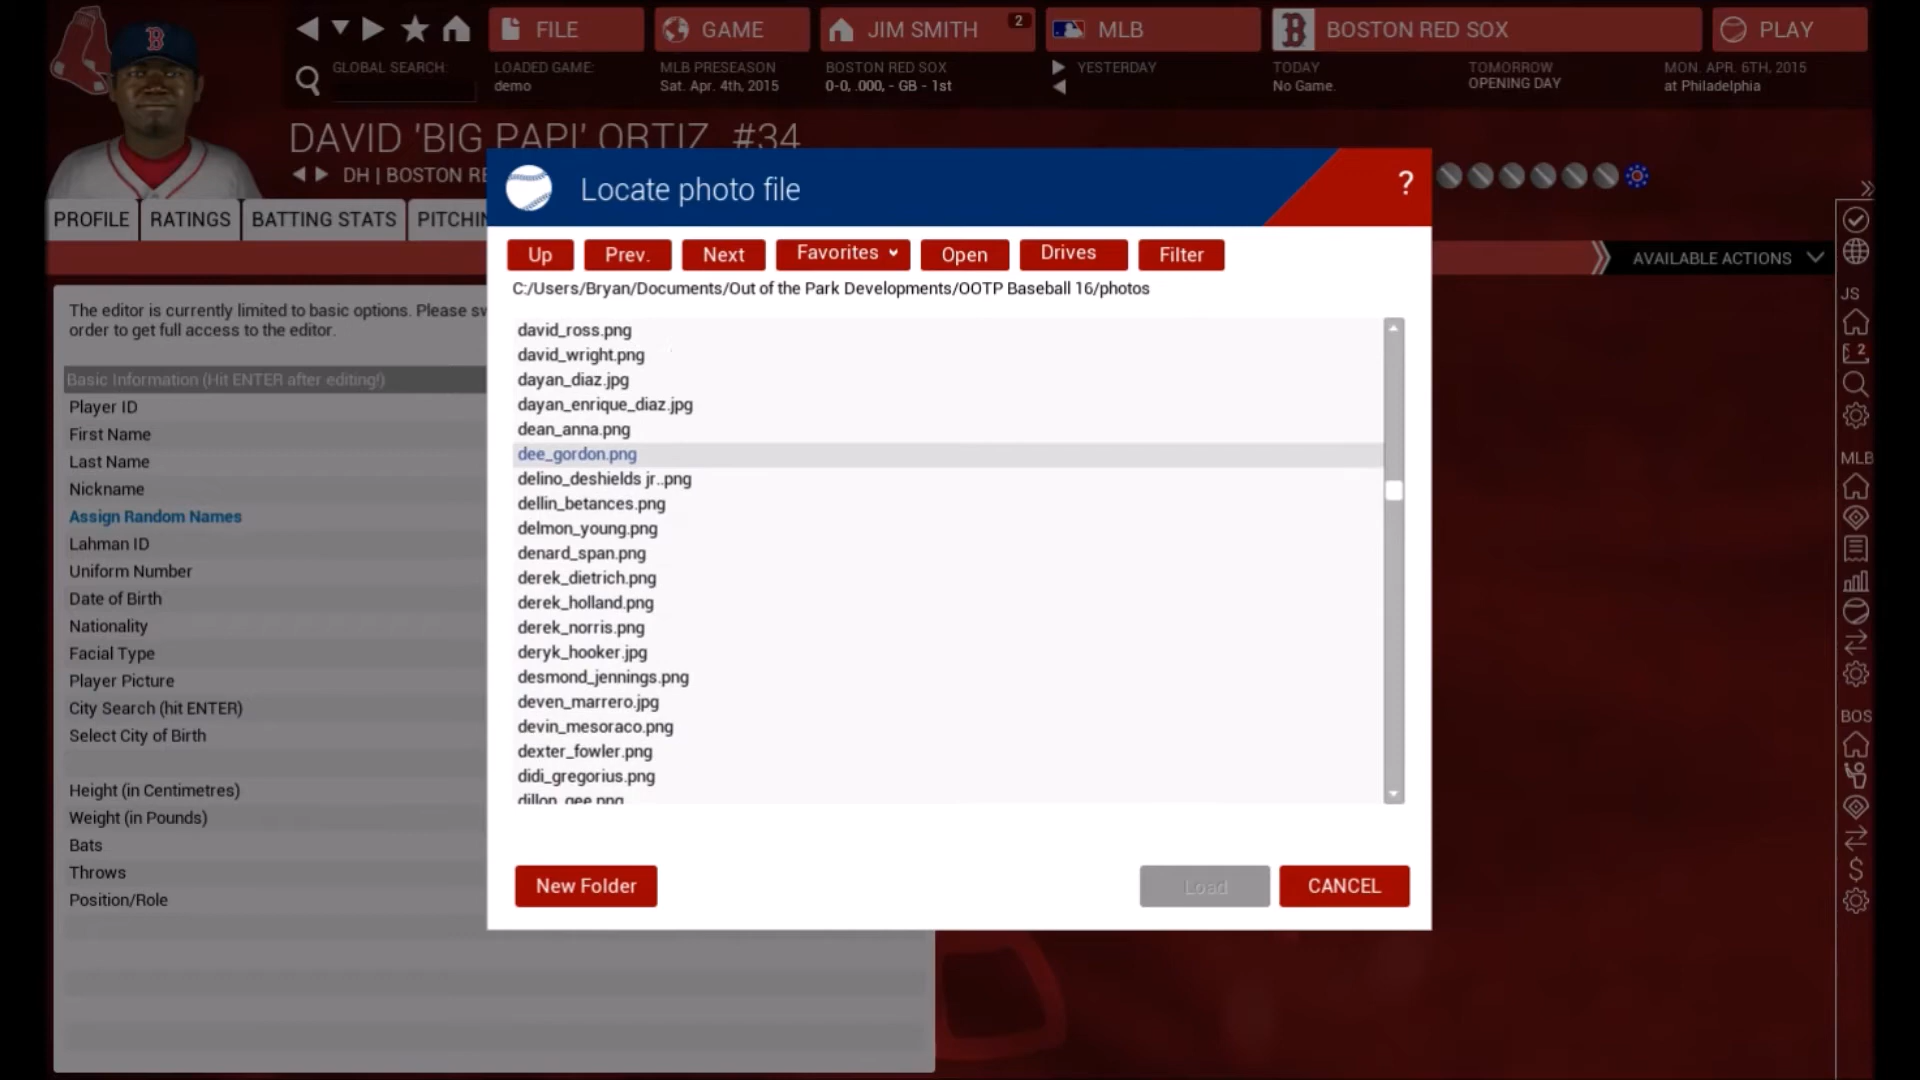 FILE
GAME
JIM SMITH
2
MLB
B
BOSTON RED SOX
PLAY
GLOBAL SEARCH:
LOADED GAME:
demo
MLB PRESEASON
Sat. Apr. 4th, 2015
BOSTON RED SOX
0-0, .000, - GB - 1st
YESTERDAY
TODAY
No Game.
TOMORROW
OPENING DAY
MON. APR. 6TH, 2015
at Philadelphia
DAVID 'BIG PAPI' ORTIZ #34
DH | BOSTON RE
PROFILE
RATINGS
BATTING STATS
PITCHIN
AVAILABLE ACTIONS
Locate photo file
?
Up
Prev.
Next
Favorites
Open
Drives
Filter
C:/Users/Bryan/Documents/Out of the Park Developments/OOTP Baseball 16/photos
david_ross.png
david_wright.png
dayan_diaz.jpg
dayan_enrique_diaz.jpg
dean_anna.png
dee_gordon.png
delino_deshields jr..png
dellin_betances.png
delmon_young.png
denard_span.png
derek_dietrich.png
derek_holland.png
derek_norris.png
deryk_hooker.jpg
desmond_jennings.png
deven_marrero.jpg
devin_mesoraco.png
dexter_fowler.png
didi_gregorius.png
dillon_gee.png
New Folder
Load
CANCEL
The editor is currently limited to basic options. Please sw
order to get full access to the editor.
Basic Information (Hit ENTER after editing!)
Player ID
First Name
Last Name
Nickname
Assign Random Names
Lahman ID
Uniform Number
Date of Birth
Nationality
Facial Type
Player Picture
City Search (hit ENTER)
Select City of Birth
Height (in Centimetres)
Weight (in Pounds)
Bats
Throws
Position/Role
JS
2
MLB
BOS
$